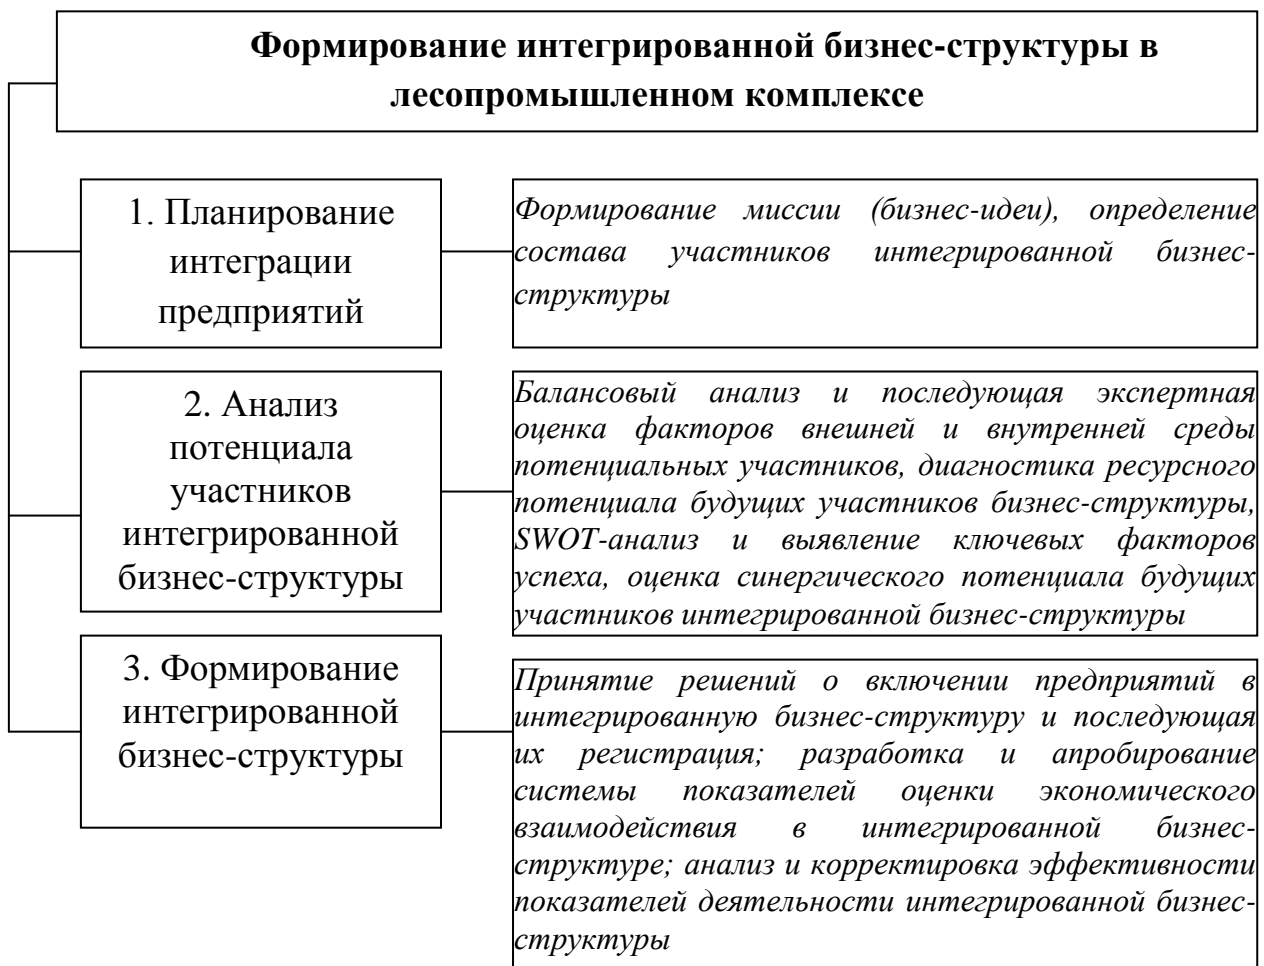 Формирование интегрированной бизнес-структуры в
лесопромышленном комплексе
1. Планирование
интеграции
предприятий
Формирование миссии (бизнес-идеи), определение
состава участников интегрированной бизнес-
структуры
2. Анализ
потенциала
участников
интегрированной
бизнес-структуры
Балансовый анализ и последующая экспертная
оценка факторов внешней и внутренней среды
потенциальных участников, диагностика ресурсного
потенциала будущих участников бизнес-структуры,
SWOT-анализ и выявление ключевых факторов
успеха, оценка синергического потенциала будущих
участников интегрированной бизнес-структуры
3. Формирование
интегрированной
бизнес-структуры
Принятие решений о включении предприятий в
интегрированную бизнес-структуру и последующая
их регистрация; разработка и апробирование
системы показателей оценки экономического
взаимодействия в интегрированной бизнес-
структуре; анализ и корректировка эффективности
показателей деятельности интегрированной бизнес-
структуры